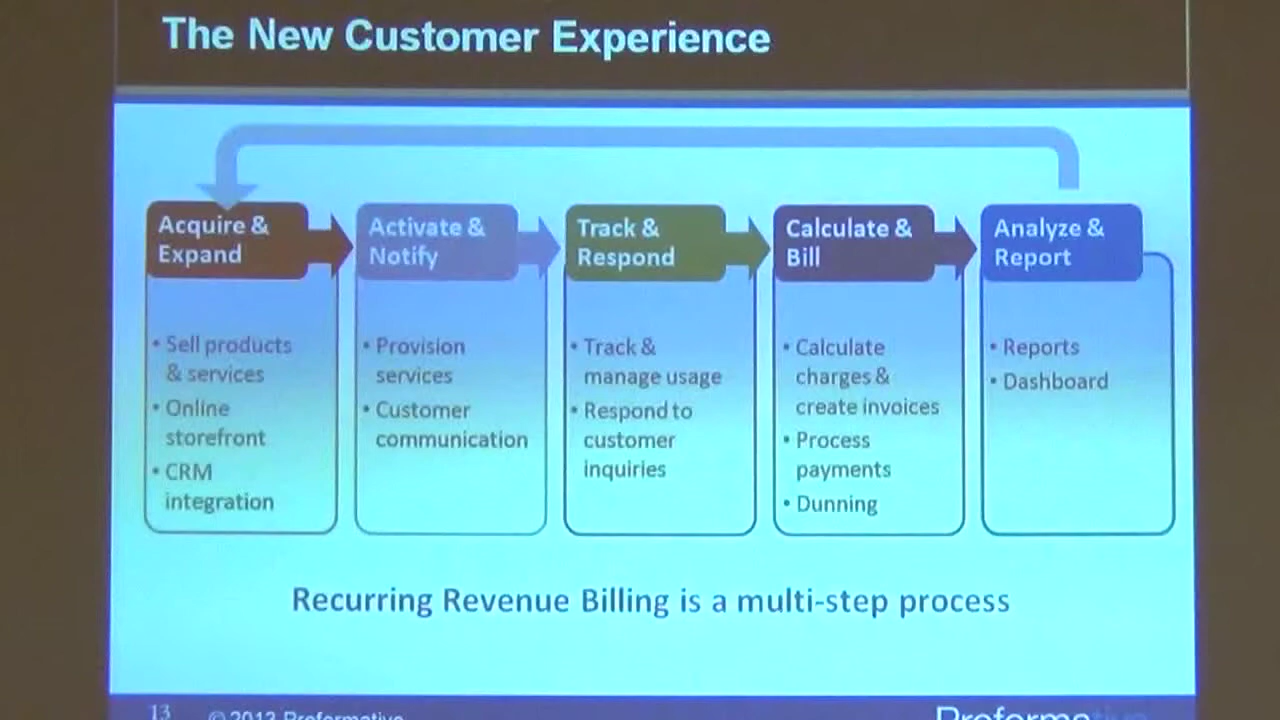 The New Customer Experience
Acquire &
Expand
• Sell products
& services
• Online
storefront
• CRM
integration
Activate &
Notify
• Provision
services
• Customer
communication
Track &
Respond
• Track &
manage usage
• Respond to
customer
inquiries
Calculate &
Bill
• Calculate
charges &
create invoices
• Process
payments
• Dunning
Analyze &
Report
• Reports
• Dashboard
Recurring Revenue Billing is a multi-step process
13 © 2013 Proformative
Proformative